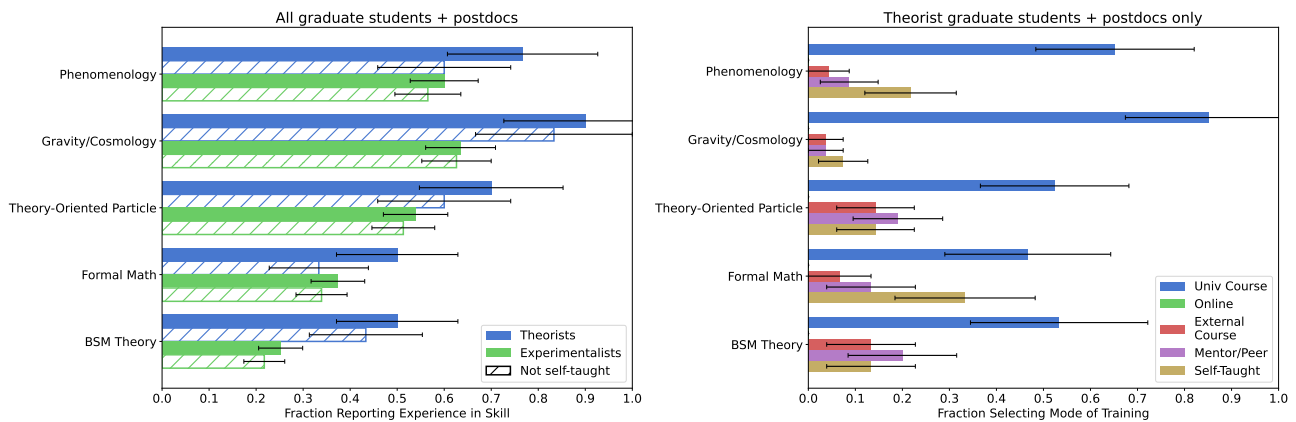 All graduate students + postdocs
Phenomenology
Gravity/Cosmology
Theory-Oriented Particle
Formal Math
BSM Theory
Theorists
Experimentalists
Not self-taught
0.0 0.1 0.2 0.3 0.4 0.5 0.6 0.7 0.8 0.9 1.0
Fraction Reporting Experience in Skill
Theorist graduate students + postdocs only
Phenomenology
Gravity/Cosmology
Theory-Oriented Particle
Formal Math
BSM Theory
Univ Course
Online
External
Course
Mentor/Peer
Self-Taught
0.0 0.1 0.2 0.3 0.4 0.5 0.6 0.7 0.8 0.9 1.0
Fraction Selecting Mode of Training